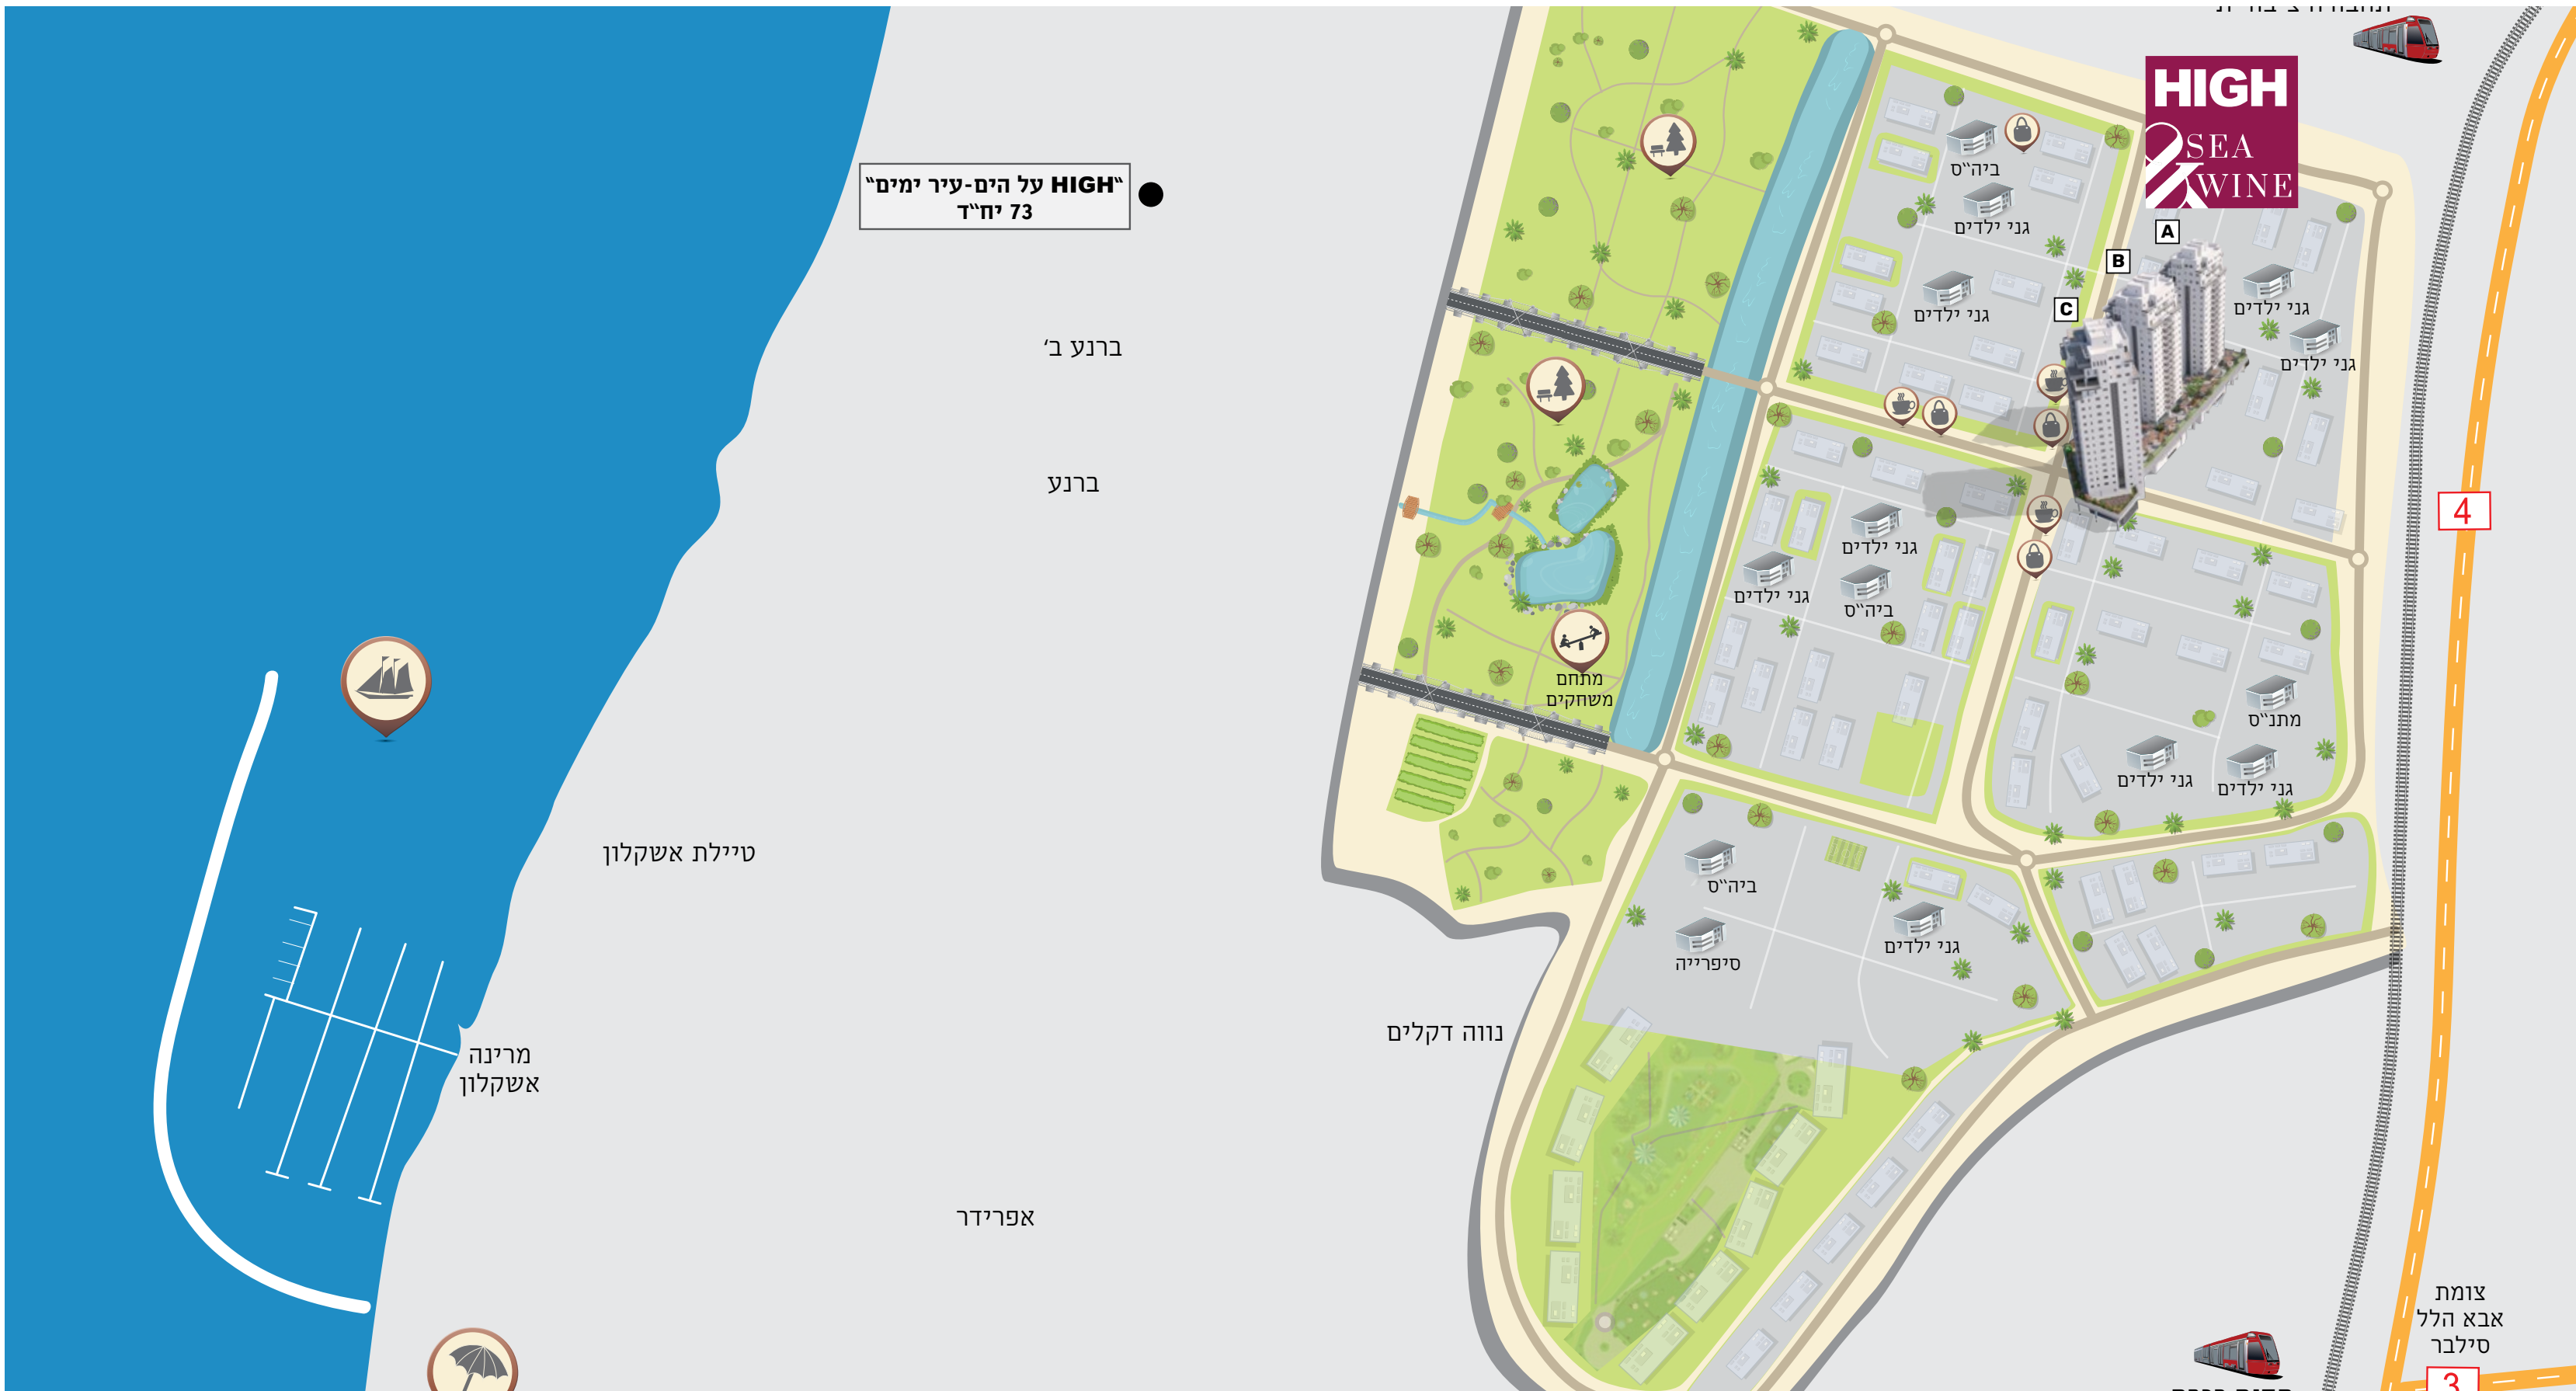 HIGH
&SEA
WINE
A
B
C
"HIGH על הים-עיר ימים"
73 יח"ד
ברנע ב'
ברנע
טיילת אשקלון
מרינה
אשקלון
אפרידר
נווה דקלים
ביה"ס
גני ילדים
גני ילדים
גני ילדים
גני ילדים
גני ילדים
גני ילדים
ביה"ס
מתחם
משחקים
מתנ"ס
גני ילדים
גני ילדים
ביה"ס
סיפרייה
גני ילדים
4
צומת
אבא הלל
סילבר
3